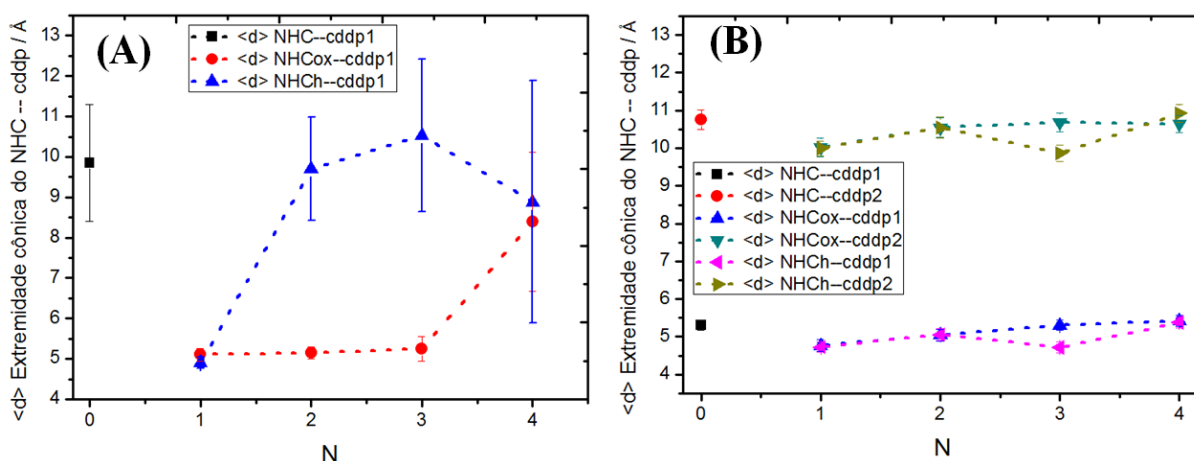 (A)
<d> NHC--cddp1
<d> NHCox--cddp1
<d> NHCh--cddp1
<d> Extremidade cônica do NHC -- cddp / Å
13
12
11
10
9
8
7
6
5
4
0 1 2 3 4
N
(B)
<d> NHC--cddp1
<d> NHC--cddp2
<d> NHCox--cddp1
<d> NHCox--cddp2
<d> NHCh--cddp1
<d> NHCh--cddp2
<d> Extremidade cônica do NHC -- cddp / Å
13
12
11
10
9
8
7
6
5
4
0 1 2 3 4
N